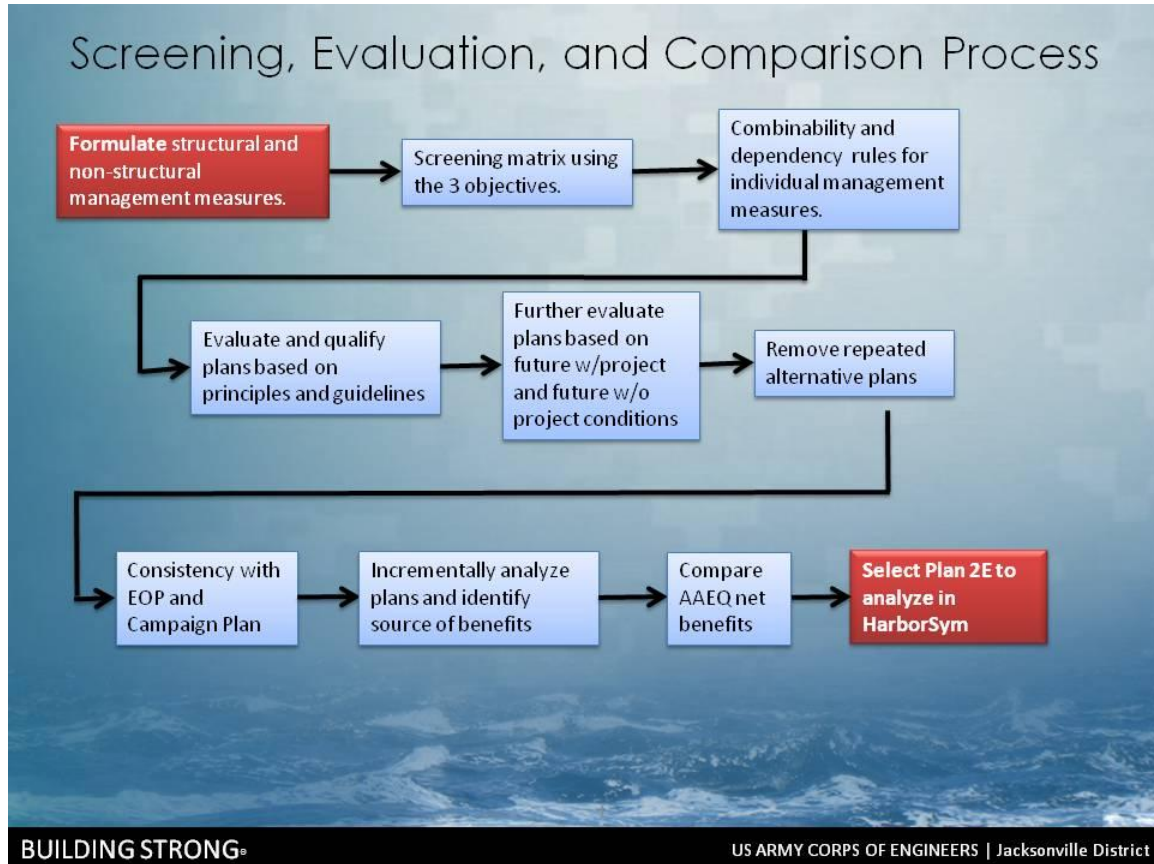 Screening, Evaluation, and Comparison Process
Formulate structural and
non-structural
management measures.
Screening matrix using
the 3 objectives.
Combinability and
dependency rules for
individual management
measures.
Evaluate and qualify
plans based on
principles and guidelines
Further evaluate
plans based on
future w/project
and future w/o
project conditions
Remove repeated
alternative plans
Consistency with
EOP and
Campaign Plan
Incrementally analyze
plans and identify
source of benefits
Compare
AAEQ net
benefits
Select Plan 2E to
analyze in
HarborSym
BUILDING STRONG®
US ARMY CORPS OF ENGINEERS | Jacksonville District